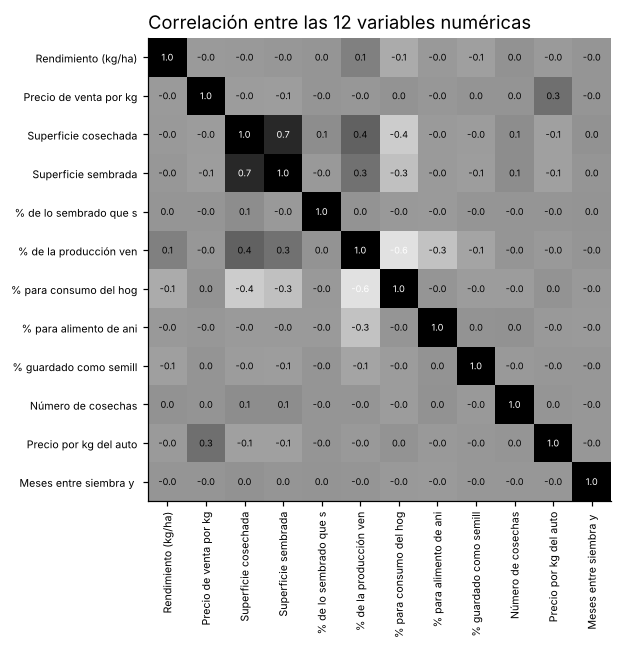 Correlación entre las 12 variables numéricas
Rendimiento (kg/ha) 1.0 -0.0 -0.0 -0.0 0.0 0.1 -0.1 -0.0 -0.1 0.0 -0.0 -0.0
Precio de venta por kg -0.0 1.0 -0.0 -0.1 -0.0 -0.0 0.0 -0.0 0.0 0.0 0.3 -0.0
Superficie cosechada -0.0 -0.0 1.0 0.7 0.1 0.4 -0.4 -0.0 -0.0 0.1 -0.1 0.0
Superficie sembrada -0.0 -0.1 0.7 1.0 -0.0 0.3 -0.3 -0.0 -0.1 0.1 -0.1 0.0
% de lo sembrado que s 0.0 -0.0 0.1 -0.0 1.0 0.0 -0.0 -0.0 -0.0 -0.0 -0.0 0.0
% de la producción ven 0.1 -0.0 0.4 0.3 0.0 1.0 -0.6 -0.3 -0.1 -0.0 -0.0 -0.0
% para consumo del hog -0.1 0.0 -0.4 -0.3 -0.0 -0.6 1.0 -0.0 -0.0 -0.0 0.0 -0.0
% para alimento de ani -0.0 -0.0 -0.0 -0.0 -0.0 -0.3 -0.0 1.0 0.0 0.0 -0.0 -0.0
% guardado como semill -0.1 0.0 -0.0 -0.1 -0.0 -0.1 -0.0 0.0 1.0 -0.0 -0.0 -0.0
Número de cosechas 0.0 0.0 0.1 0.1 -0.0 -0.0 -0.0 0.0 -0.0 1.0 0.0 -0.0
Precio por kg del auto -0.0 0.3 -0.1 -0.1 -0.0 -0.0 0.0 -0.0 -0.0 0.0 1.0 -0.0
Meses entre siembra y -0.0 -0.0 0.0 0.0 0.0 -0.0 -0.0 -0.0 -0.0 -0.0 -0.0 1.0
Rendimiento (kg/ha)
Precio de venta por kg
Superficie cosechada
Superficie sembrada
% de lo sembrado que s
% de la producción ven
% para consumo del hog
% para alimento de ani
% guardado como semill
Número de cosechas
Precio por kg del auto
Meses entre siembra y